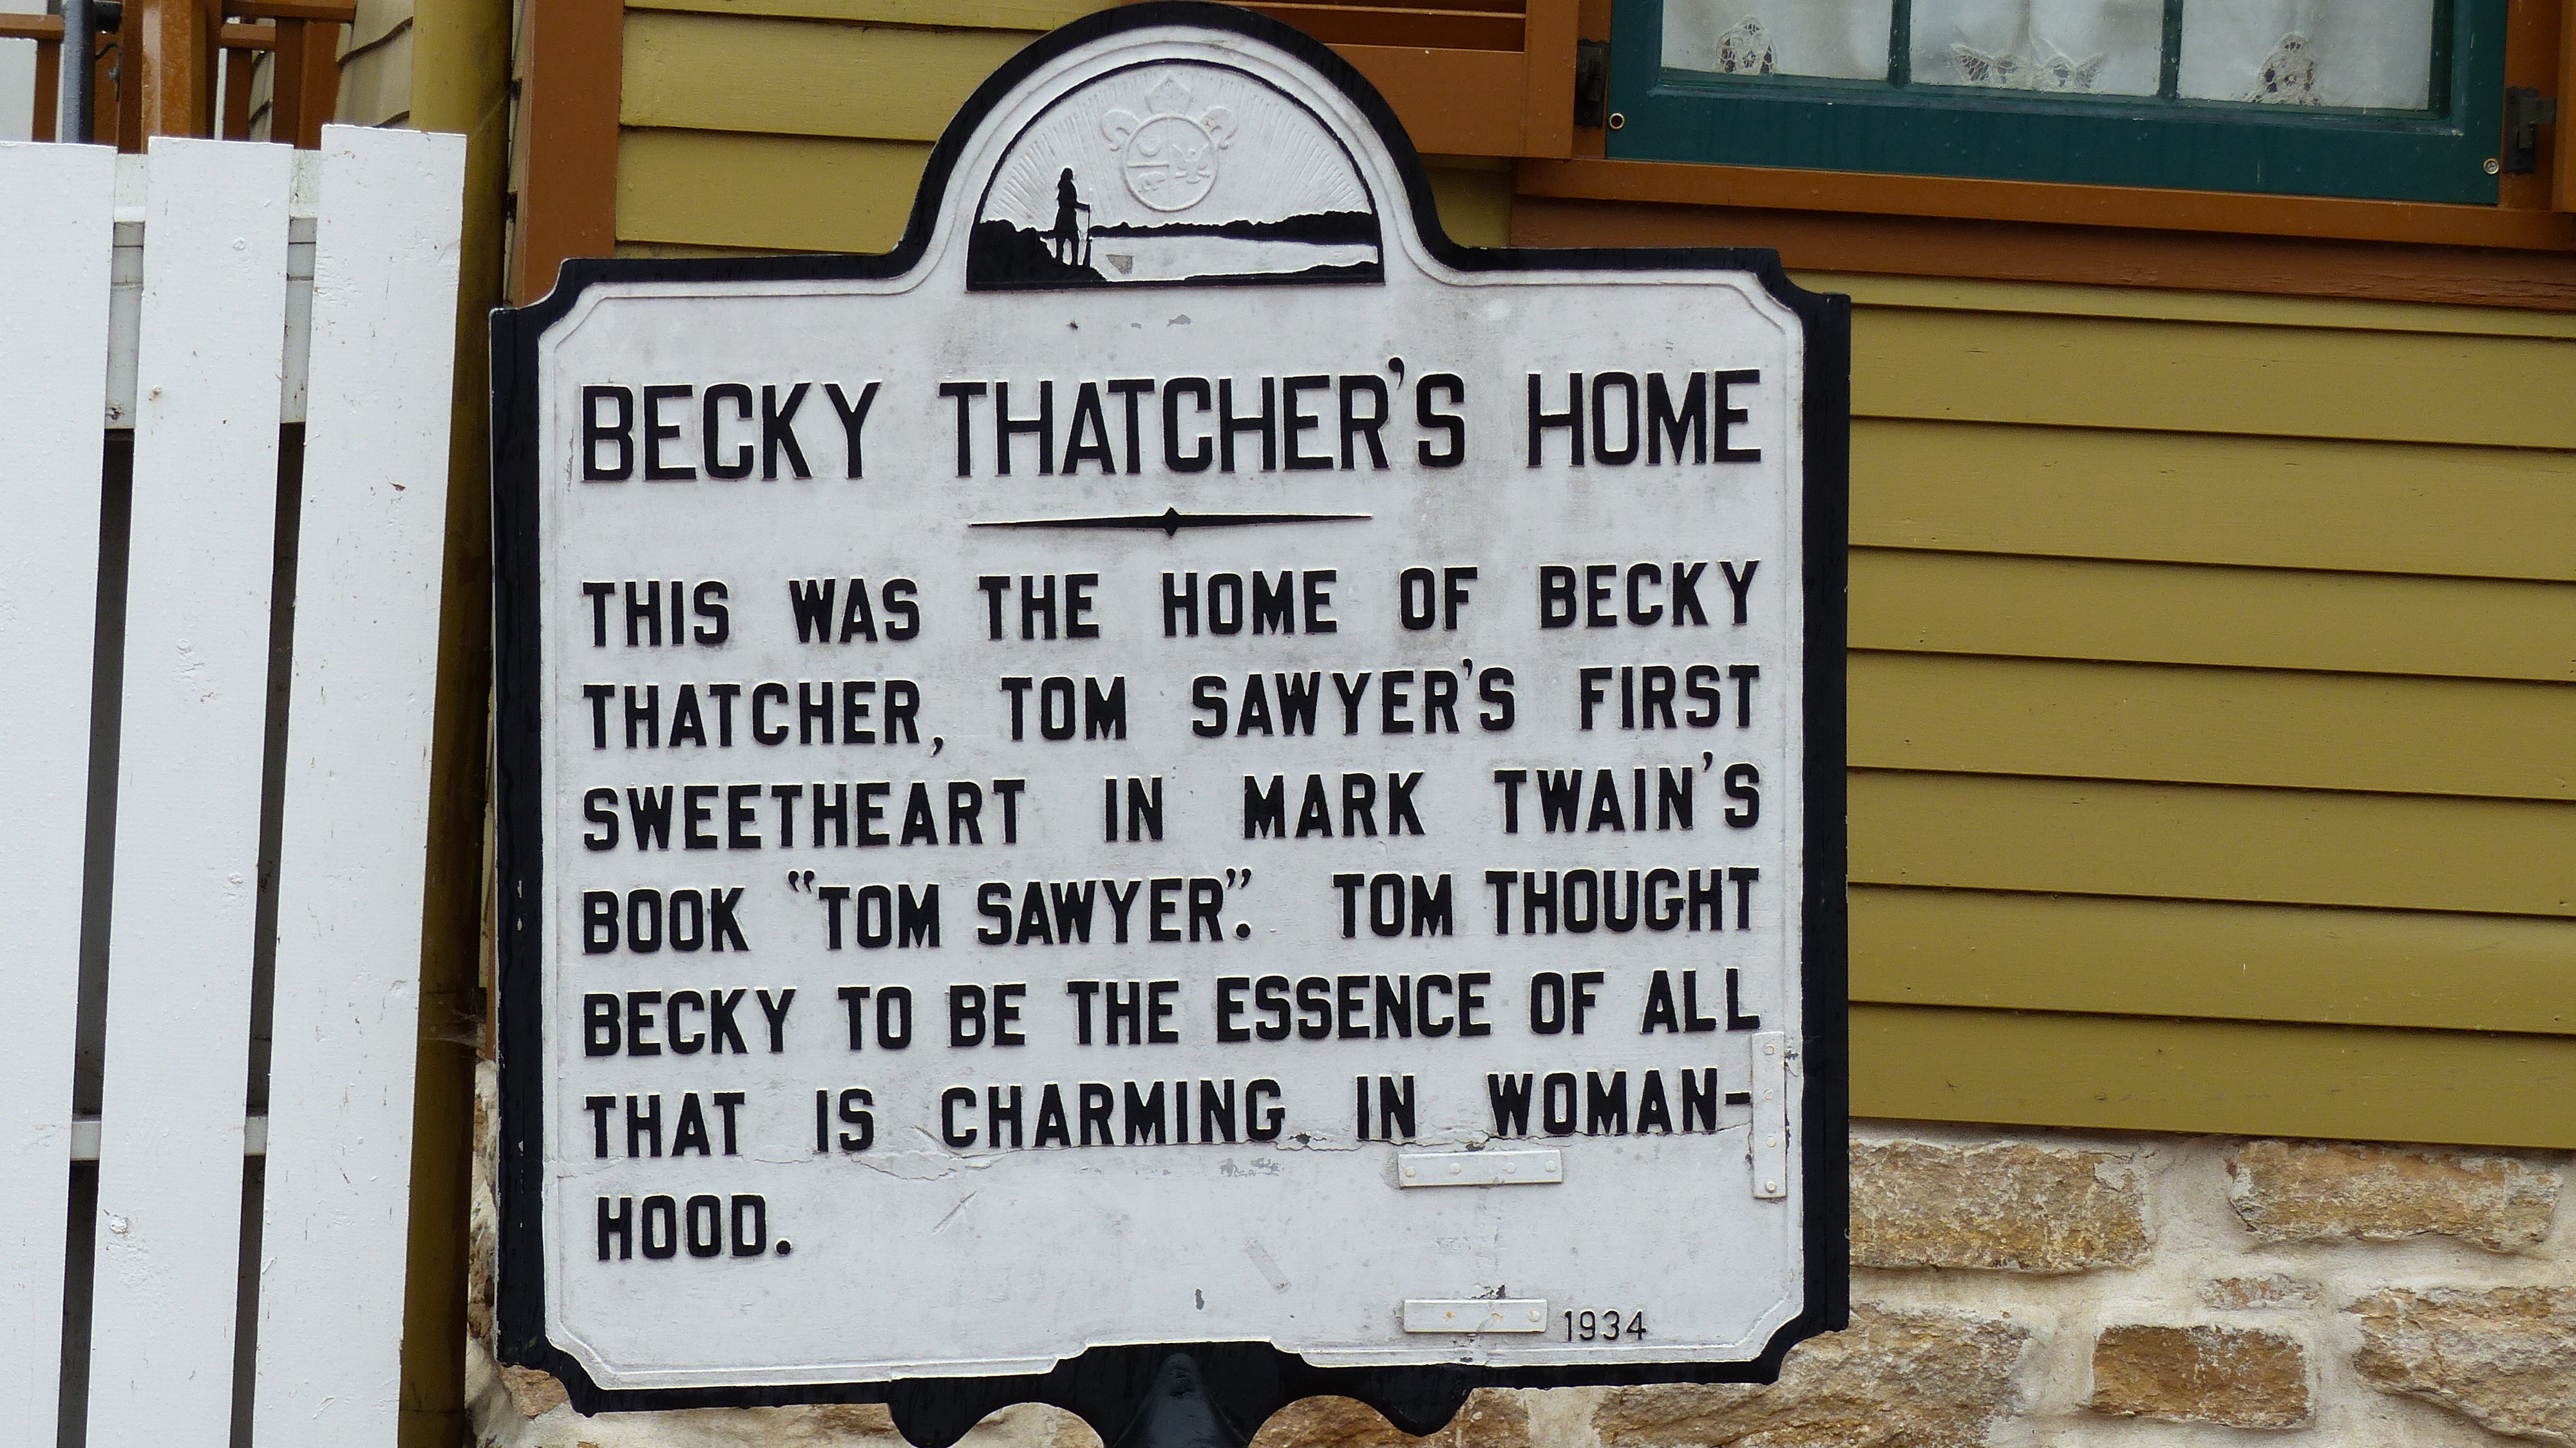 BECKY THATCHER'S HOME
THIS WAS THE HOME OF BECKY
THATCHER, TOM SAWYER'S FIRST
SWEETHEART IN MARK TWAIN'S
BOOK "TOM SAWYER". TOM THOUGHT
BECKY TO BE THE ESSENCE OF ALL
THAT IS CHARMING IN WOMAN-
HOOD.
1934